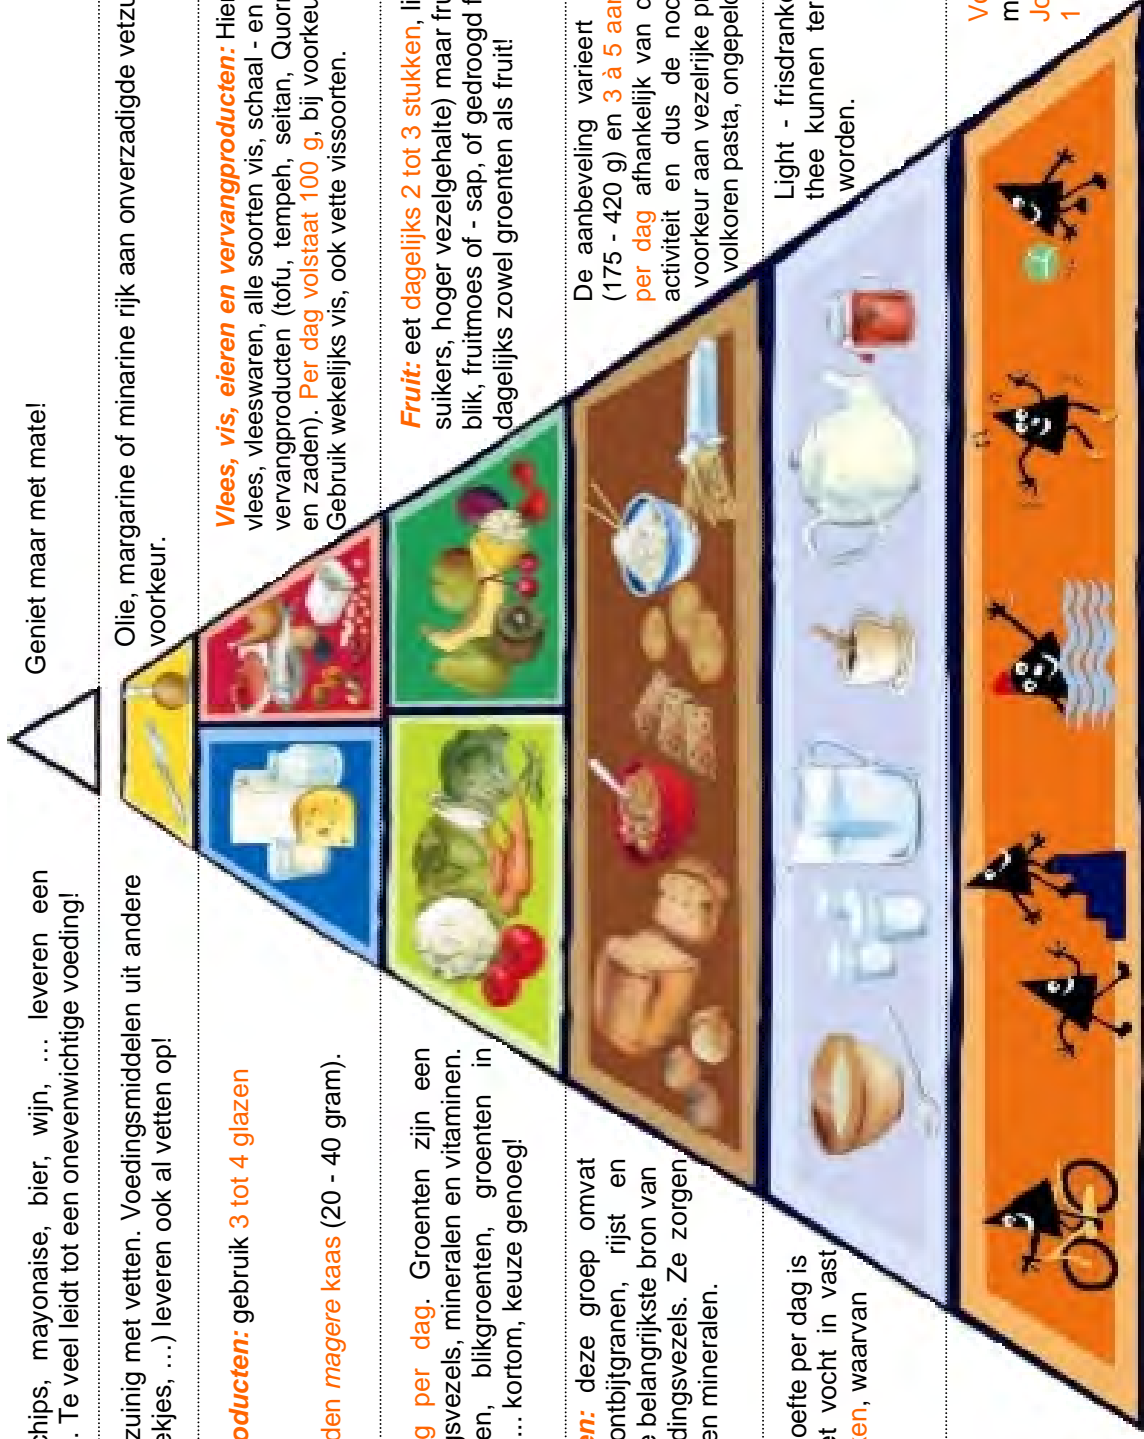 chips, mayonaise, bier, wijn, … leveren een
. Te veel leidt tot een onevenwichtige voeding!
Geniet maar met mate!
zuinig met vetten. Voedingsmiddelen uit andere
ekjes, …) leveren ook al vetten op!
Olie, margarine of minarine rijk aan onverzadigde vetzu
voorkeur.
oducten: gebruik 3 tot 4 glazen
den magere kaas (20 - 40 gram).
Vlees, vis, eieren en vervangproducten: Hier
vlees, vleeswaren, alle soorten vis, schaal - en
vervangproducten (tofu, tempeh, seitan, Quorn
en zaden). Per dag volstaat 100 g, bij voorkeu
Gebruik wekelijks vis, ook vette vissoorten.
g per dag. Groenten zijn een
gsvezels, mineralen en vitaminen.
en, blikgroenten, groenten in
… kortom, keuze genoeg!
Fruit: eet dagelijks 2 tot 3 stukken, li
suikers, hoger vezelgehalte) maar fru
blik, fruitmoes of - sap, of gedroogd f
dagelijks zowel groenten als fruit!
en: deze groep omvat
ontbijtgranen, rijst en
e belangrijkste bron van
dingsvezels. Ze zorgen
en mineralen.
De aanbeveling varieert
(175 - 420 g) en 3 à 5 aar
per dag afhankelijk van d
activiteit en dus de nod
voorkeur aan vezelrijke pr
volkoren pasta, ongepeld
oefte per dag is
et vocht in vast
ken, waarvan
Light - frisdranke
thee kunnen ter
worden.
Vo
m
Jo
1